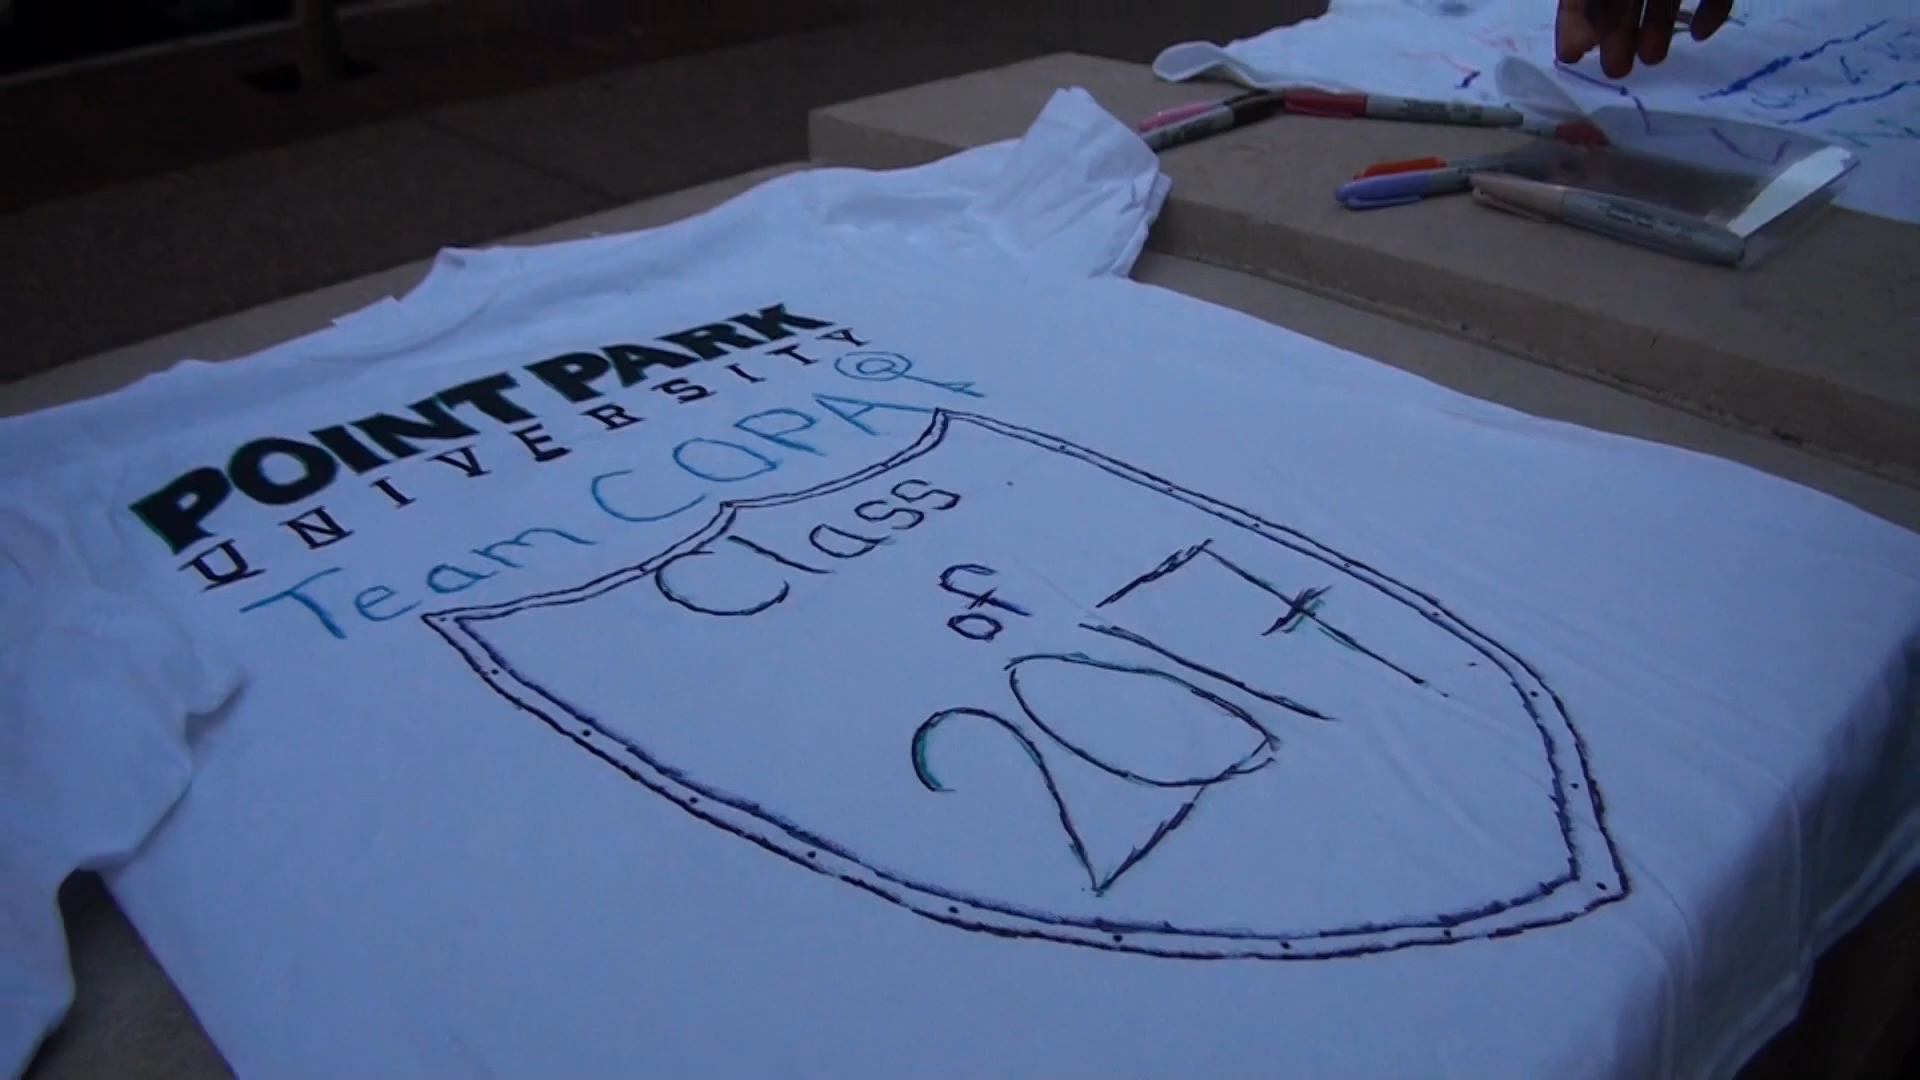 POINT PARK
UNIVERSITY
Team COPA
Class
of
2017